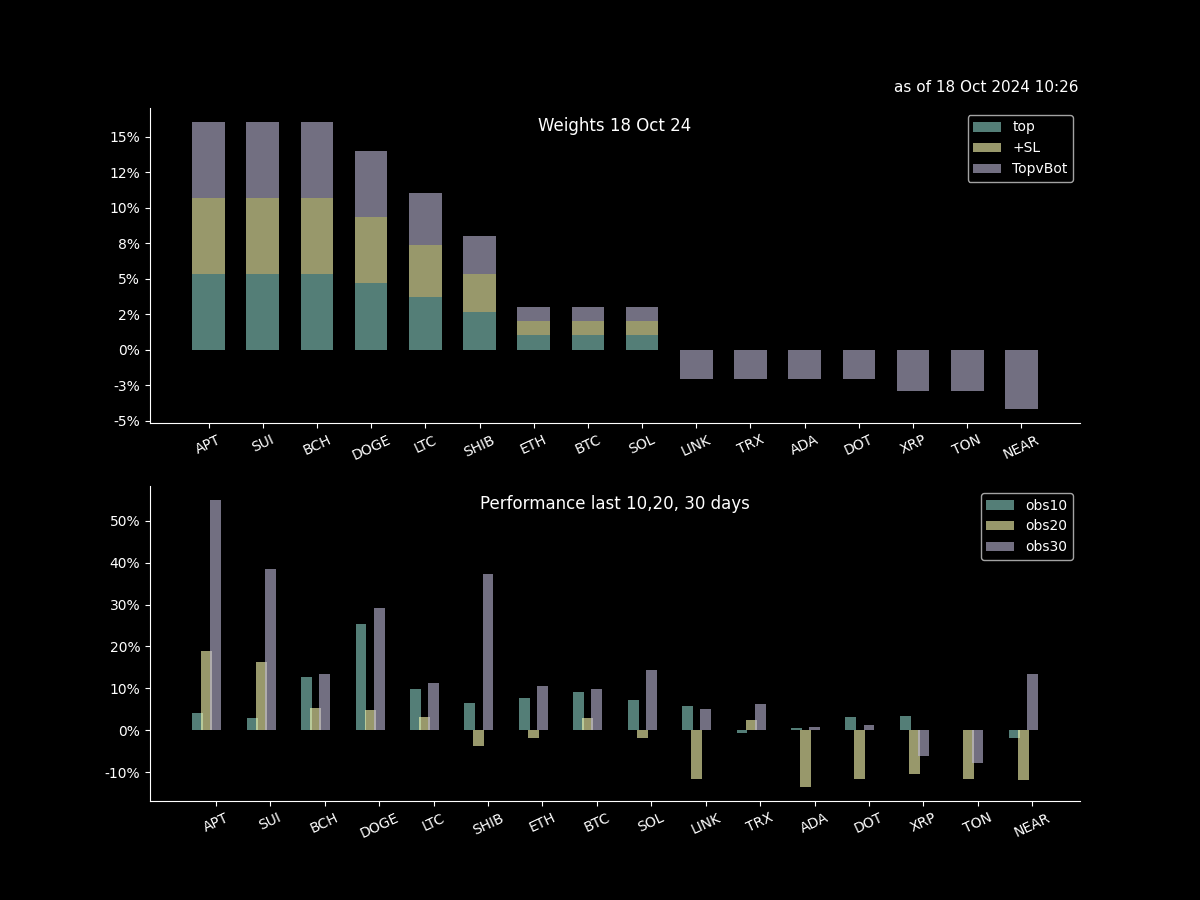 as of 18 Oct 2024 10:26
Weights 18 Oct 24
top
+SL
TopvBot
15%
12%
10%
8%
5%
2%
0%
-3%
-5%
APT SUI BCH DOGE LTC SHIB ETH BTC SOL LINK TRX ADA DOT XRP TON NEAR
Performance last 10,20, 30 days
obs10
obs20
obs30
50%
40%
30%
20%
10%
0%
-10%
APT SUI BCH DOGE LTC SHIB ETH BTC SOL LINK TRX ADA DOT XRP TON NEAR